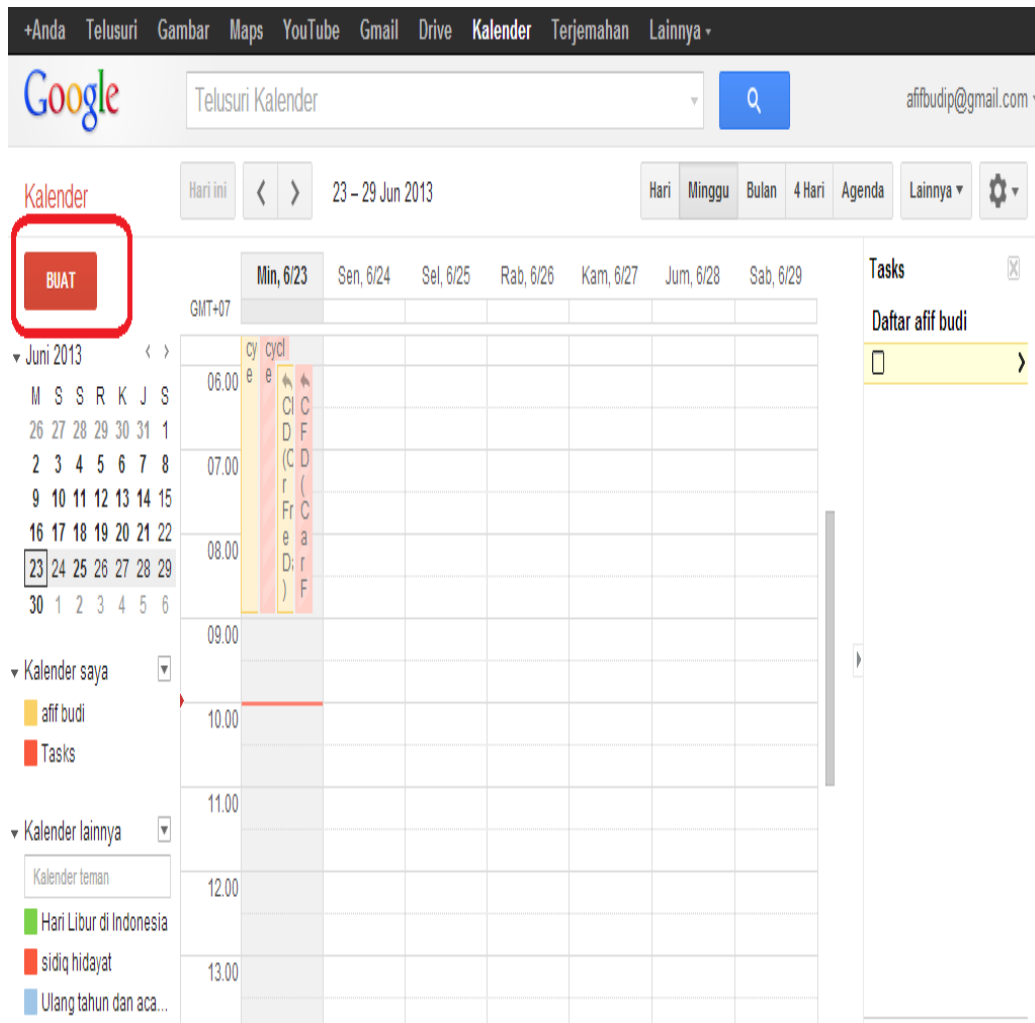 +Anda Telusuri Gambar Maps YouTube Gmail Drive Kalender Terjemahan Lainnya
Google
Telusuri Kalender
afifbudip@gmail.com
Kalender
Hari ini
23 – 29 Jun 2013
Hari Minggu Bulan 4 Hari Agenda Lainnya
BUAT
Min, 6/23 Sen, 6/24 Sel, 6/25 Rab, 6/26 Kam, 6/27 Jum, 6/28 Sab, 6/29
GMT+07
Tasks
Daftar afif budi
Juni 2013
M S S R K J S
26 27 28 29 30 31 1
2 3 4 5 6 7 8
9 10 11 12 13 14 15
16 17 18 19 20 21 22
23 24 25 26 27 28 29
30 1 2 3 4 5 6
Kalender saya
afif budi
Tasks
Kalender lainnya
Kalender teman
Hari Libur di Indonesia
sidiq hidayat
Ulang tahun dan aca...
cy
e
cycl
e
C
F
D
(
C
a
r
F
06.00
07.00
08.00
09.00
10.00
11.00
12.00
13.00